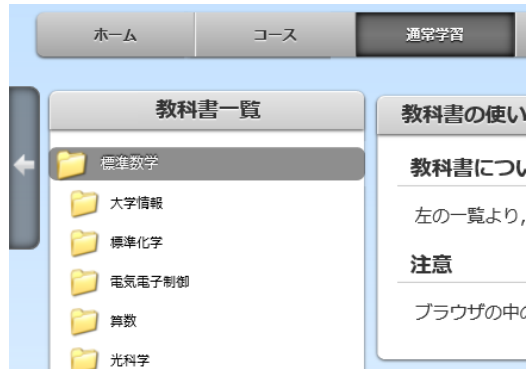 ホーム
コース
通常学習
教科書一覧
標準数学
大学情報
標準化学
電気電子制御
算数
光科学
教科書の使い
教科書につい
左の一覧より,
注意
ブラウザの中の